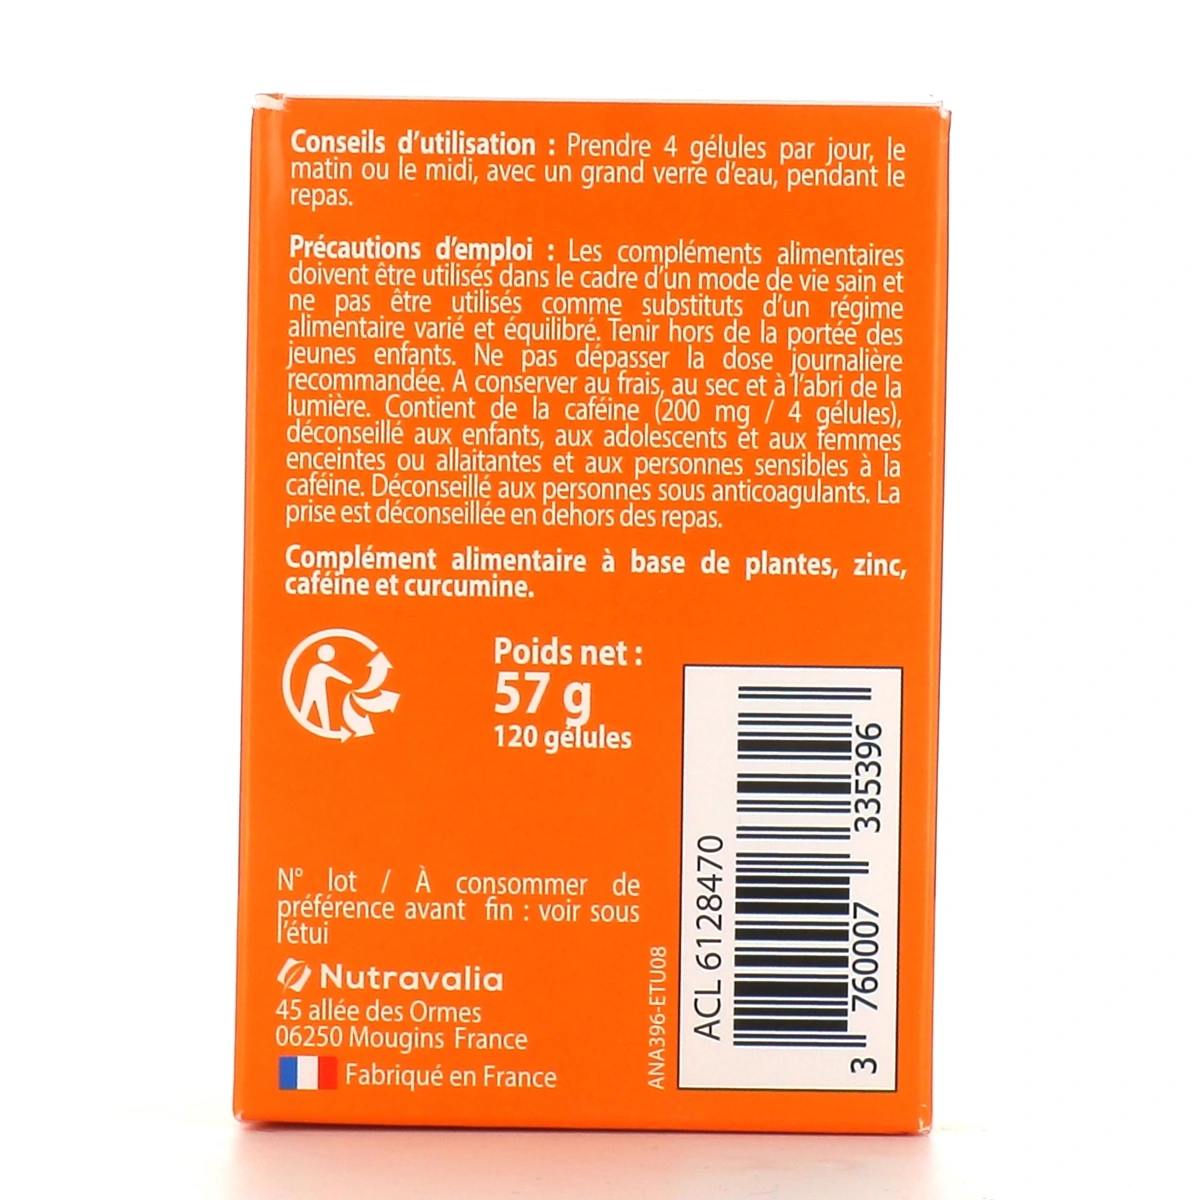 Conseils d'utilisation : Prendre 4 gélules par jour, le
matin ou le midi, avec un grand verre d'eau, pendant le
repas.
Précautions d'emploi : Les compléments alimentaires
doivent être utilisés dans le cadre d'un mode de vie sain et
ne pas être utilisés comme substituts d'un régime
alimentaire varié et équilibré. Tenir hors de la portée des
jeunes enfants. Ne pas dépasser la dose journalière
recommandée. A conserver au frais, au sec et à l'abri de la
lumière. Contient de la caféine (200 mg / 4 gélules),
déconseillé aux enfants, aux adolescents et aux femmes
enceintes ou allaitantes et aux personnes sensibles à la
caféine. Déconseillé aux personnes sous anticoagulants. La
prise est déconseillée en dehors des repas.
Complément alimentaire à base de plantes, zinc,
caféine et curcumine.
Poids net :
57 g
120 gélules
N° lot / À consommer de
préférence avant fin : voir sous
l'étui
Nutravalia
45 allée des Ormes
06250 Mougins France
Fabriqué en France
ANA396-ETU08
ACL 6128470
3 760007 335396